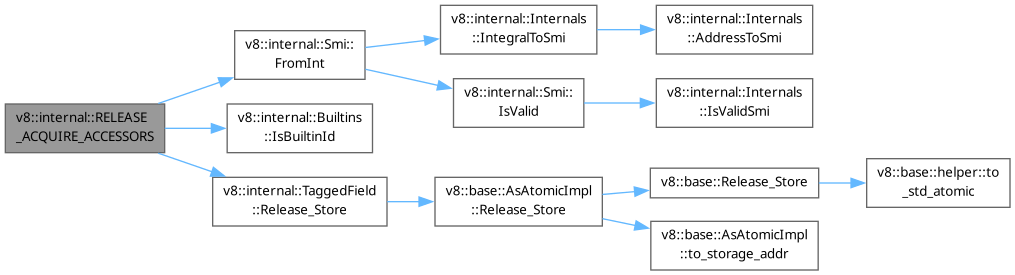 v8::internal::RELEASE
_ACQUIRE_ACCESSORS
v8::internal::Smi::
FromInt
v8::internal::Internals
::IntegralToSmi
v8::internal::Internals
::AddressToSmi
v8::internal::Smi::
IsValid
v8::internal::Internals
::IsValidSmi
v8::internal::Builtins
::IsBuiltinId
v8::internal::TaggedField
::Release_Store
v8::base::AsAtomicImpl
::Release_Store
v8::base::Release_Store
v8::base::helper::to
_std_atomic
v8::base::AsAtomicImpl
::to_storage_addr